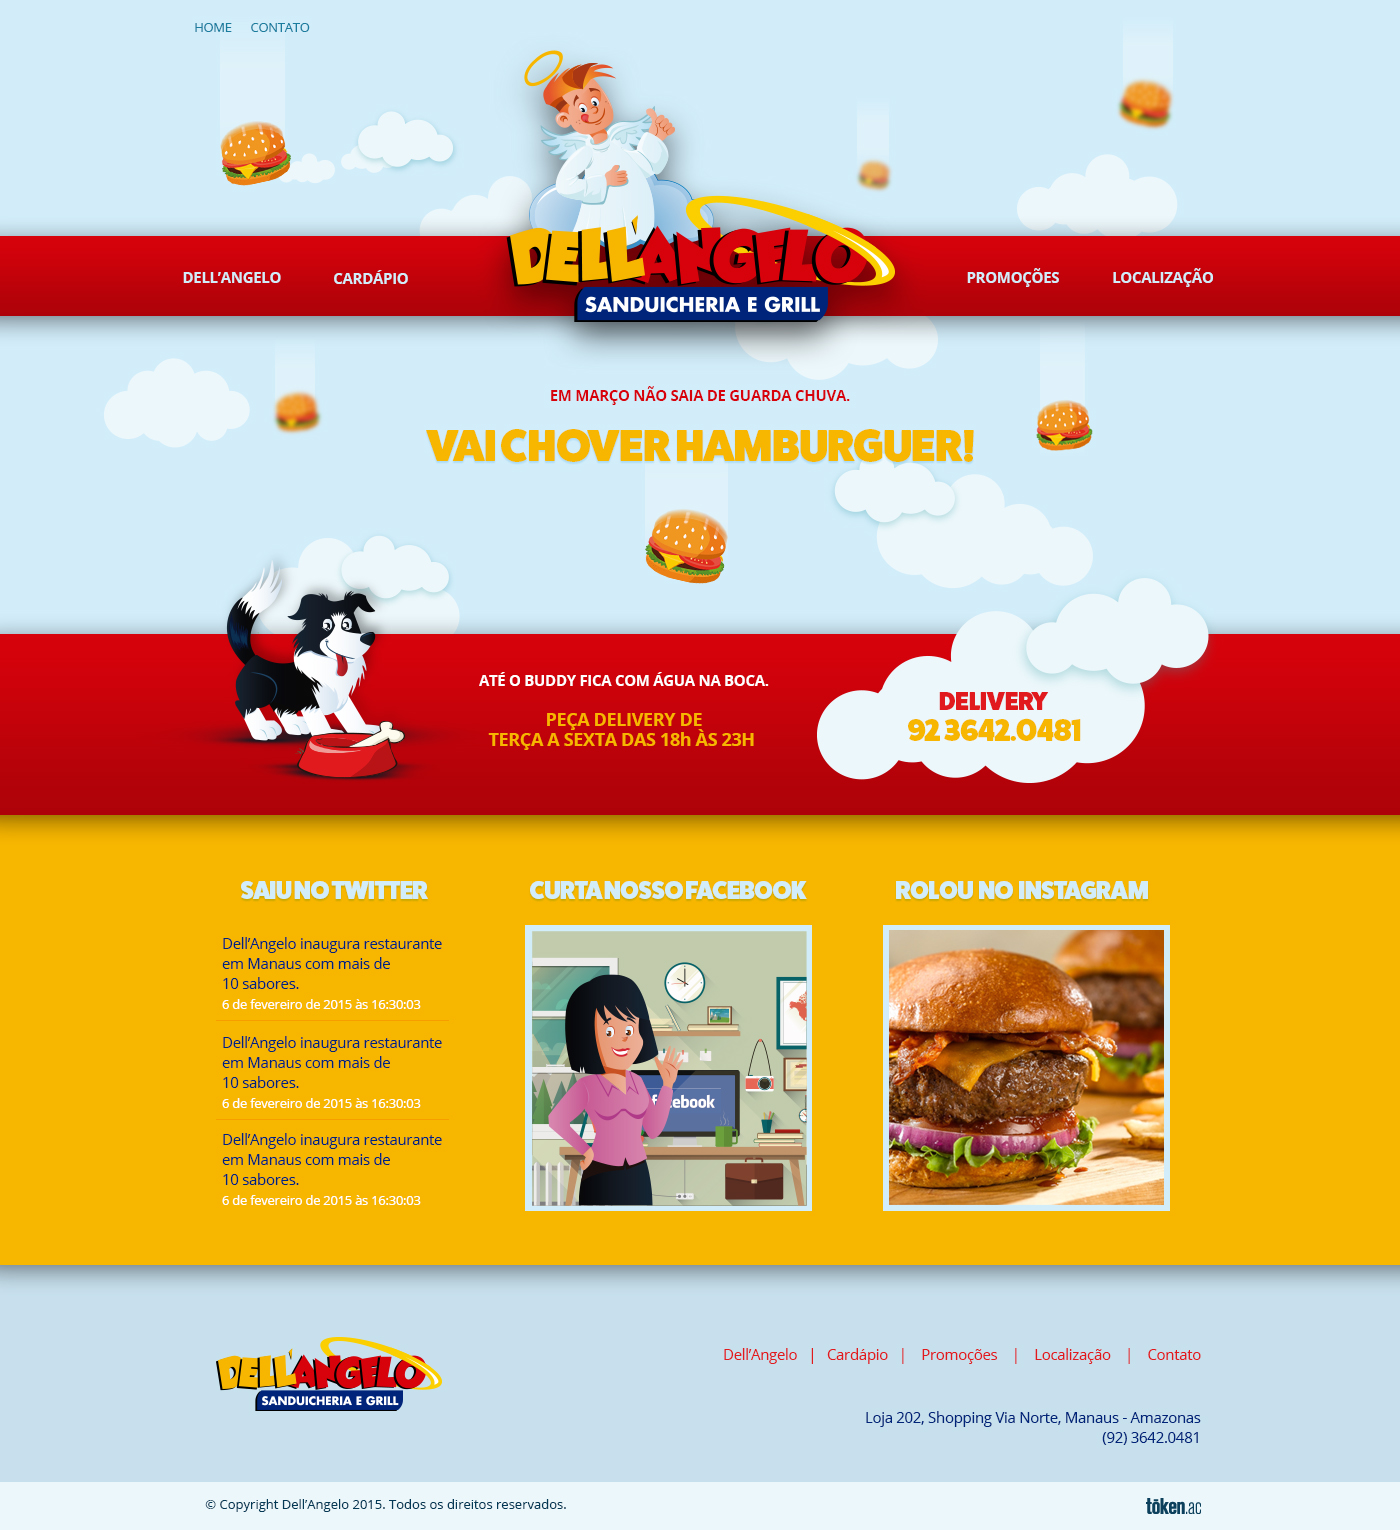 HOME CONTATO
DELL'ANGELO
SANDUICHERIA E GRILL
DELL'ANGELO CARDÁPIO PROMOÇÕES LOCALIZAÇÃO
EM MARÇO NÃO SAIA DE GUARDA CHUVA.
VAI CHOVER HAMBURGUER!
ATÉ O BUDDY FICA COM ÁGUA NA BOCA.
PEÇA DELIVERY DE
TERÇA A SEXTA DAS 18h ÀS 23H
DELIVERY
92 3642.0481
SAIU NO TWITTER
Dell'Angelo inaugura restaurante
em Manaus com mais de
10 sabores.
6 de fevereiro de 2015 às 16:30:03
Dell'Angelo inaugura restaurante
em Manaus com mais de
10 sabores.
6 de fevereiro de 2015 às 16:30:03
Dell'Angelo inaugura restaurante
em Manaus com mais de
10 sabores.
6 de fevereiro de 2015 às 16:30:03
CURTA NOSSO FACEBOOK
facebook
ROLOU NO INSTAGRAM
DELL'ANGELO
SANDUICHERIA E GRILL
Dell'Angelo | Cardápio | Promoções | Localização | Contato
Loja 202, Shopping Via Norte, Manaus - Amazonas
(92) 3642.0481
© Copyright Dell'Angelo 2015. Todos os direitos reservados.
tōken.ac